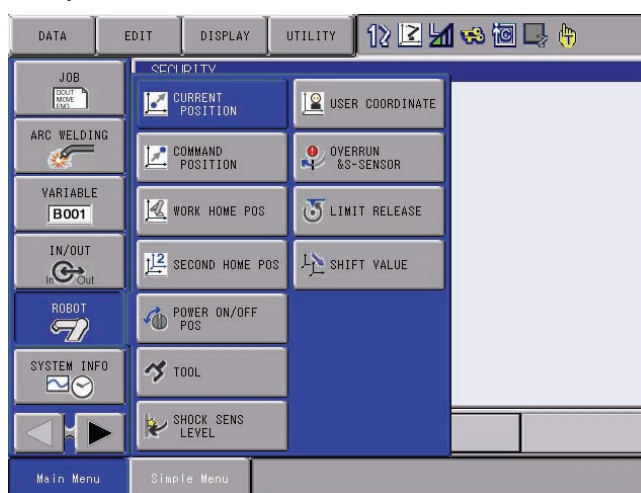 DATA
EDIT
DISPLAY
UTILITY
JOB
DOUT
MOVE
END
ARC WELDING
VARIABLE
B001
IN/OUT
In Out
ROBOT
SYSTEM INFO
SECURITY
CURRENT
POSITION
COMMAND
POSITION
WORK HOME POS
2
SECOND HOME POS
POWER ON/OFF
POS
TOOL
SHOCK SENS
LEVEL
USER COORDINATE
OVERRUN
&S-SENSOR
LIMIT RELEASE
SHIFT VALUE
Main Menu
Simple Menu